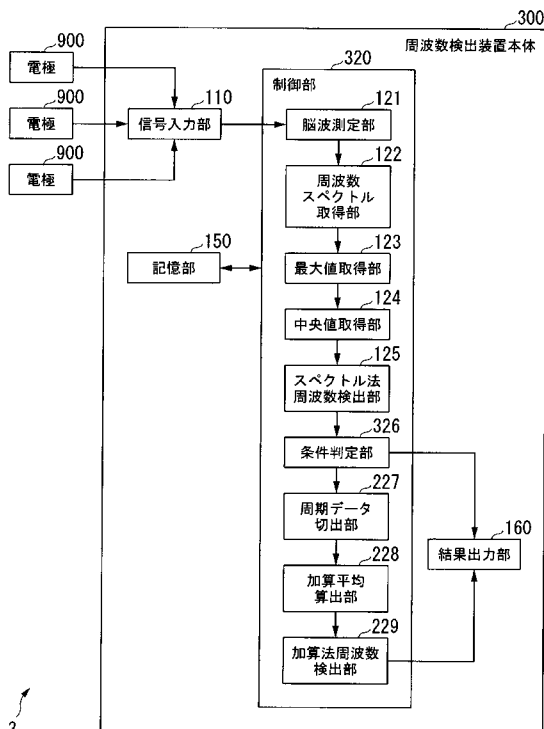 300
周波数検出装置本体
900
電極
900
電極
900
電極
110
信号入力部
150
記憶部
320
制御部
121
脳波測定部
122
周波数
スペクトル
取得部
123
最大値取得部
124
中央値取得部
125
スペクトル法
周波数検出部
326
条件判定部
227
周期データ
切出部
228
加算平均
算出部
229
加算法周波数
検出部
160
結果出力部